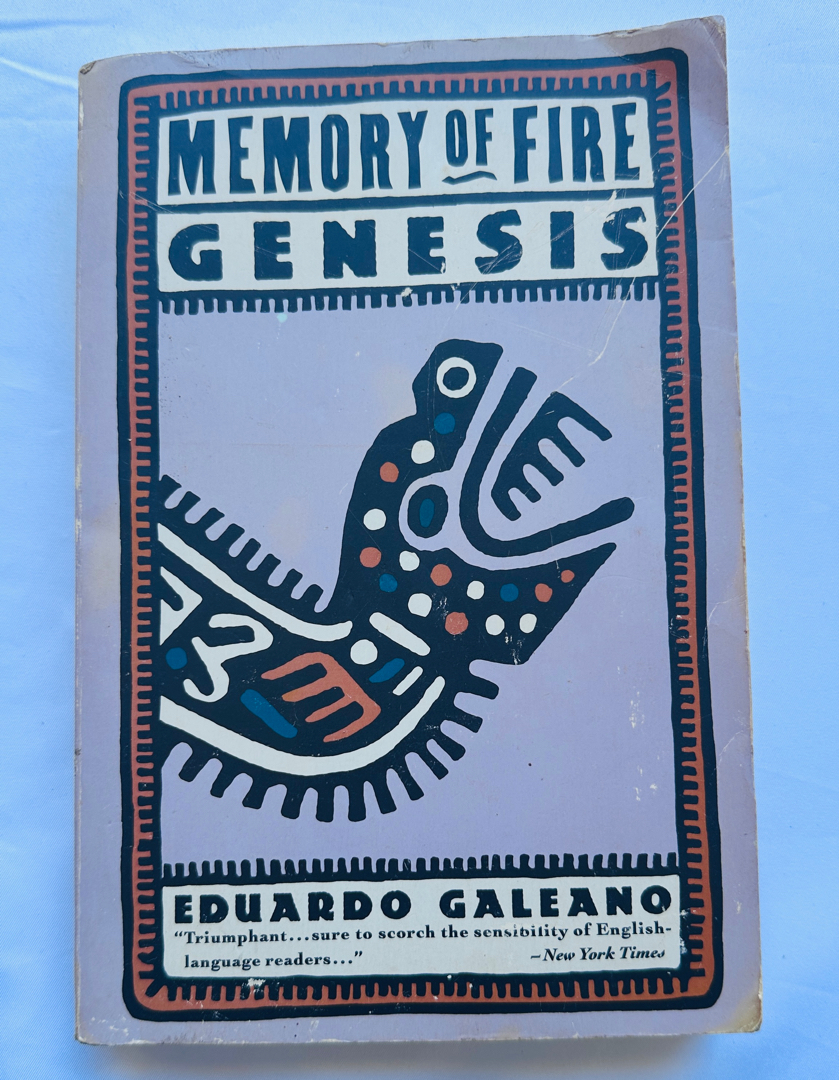 MEMORY OF FIRE
GENESIS
EDUARDO GALEANO
“Triumphant...sure to scorch the sensibility of English-
language readers...”
–New York Times